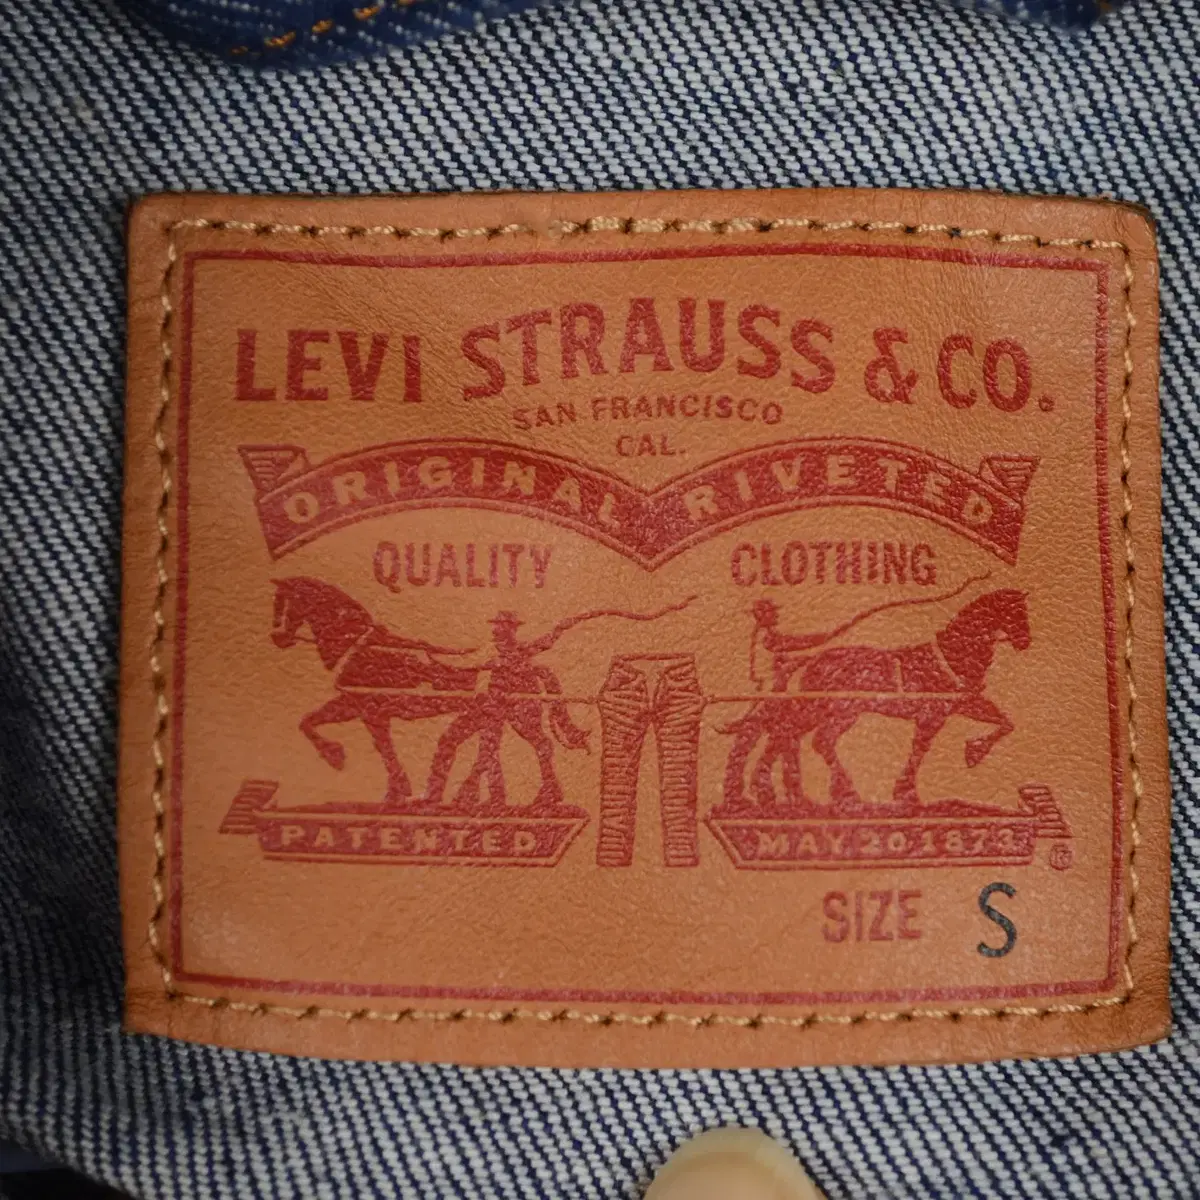 LEVI STRAUSS & CO.
SAN FRANCISCO
CAL.
ORIGINAL RIVETED
QUALITY CLOTHING
PATENTED MAY 20 1873
®
SIZE S